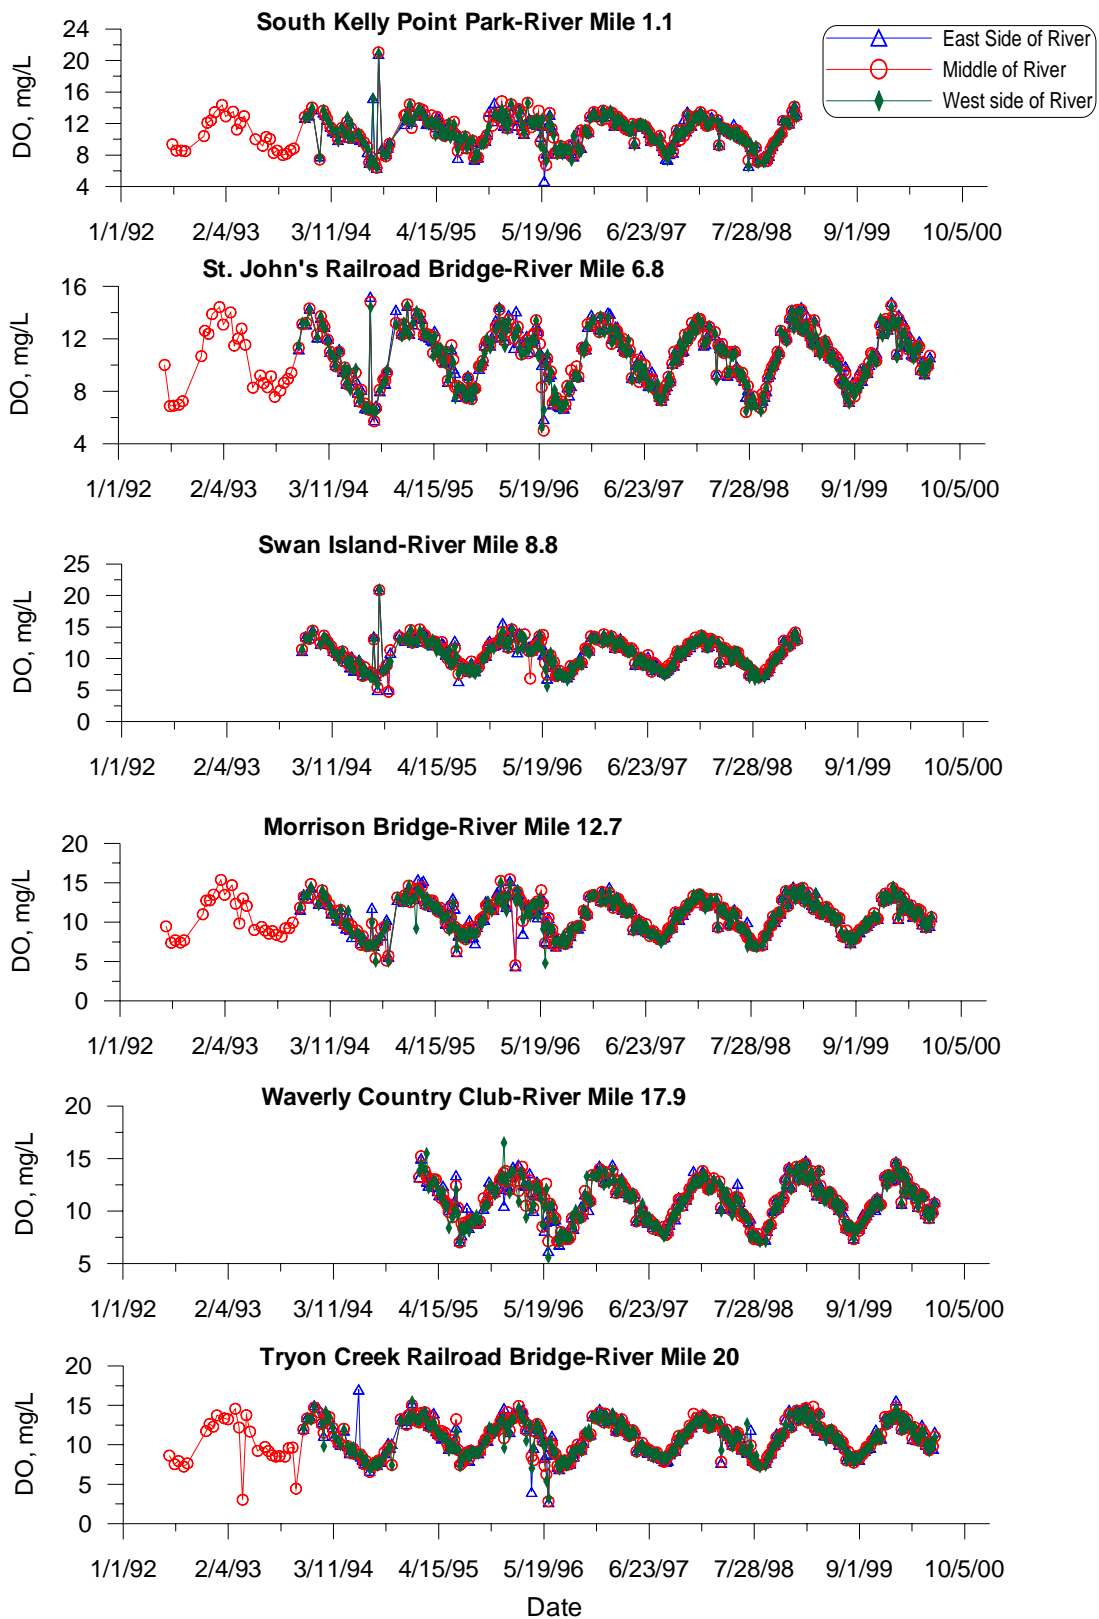 South Kelly Point Park-River Mile 1.1
East Side of River
Middle of River
West side of River
DO, mg/L
24
20
16
12
8
4
1/1/92 2/4/93 3/11/94 4/15/95 5/19/96 6/23/97 7/28/98 9/1/99 10/5/00
St. John's Railroad Bridge-River Mile 6.8
DO, mg/L
16
12
8
4
1/1/92 2/4/93 3/11/94 4/15/95 5/19/96 6/23/97 7/28/98 9/1/99 10/5/00
Swan Island-River Mile 8.8
DO, mg/L
25
20
15
10
5
0
1/1/92 2/4/93 3/11/94 4/15/95 5/19/96 6/23/97 7/28/98 9/1/99 10/5/00
Morrison Bridge-River Mile 12.7
DO, mg/L
20
15
10
5
0
1/1/92 2/4/93 3/11/94 4/15/95 5/19/96 6/23/97 7/28/98 9/1/99 10/5/00
Waverly Country Club-River Mile 17.9
DO, mg/L
20
15
10
5
1/1/92 2/4/93 3/11/94 4/15/95 5/19/96 6/23/97 7/28/98 9/1/99 10/5/00
Tryon Creek Railroad Bridge-River Mile 20
DO, mg/L
20
15
10
5
0
1/1/92 2/4/93 3/11/94 4/15/95 5/19/96 6/23/97 7/28/98 9/1/99 10/5/00
Date